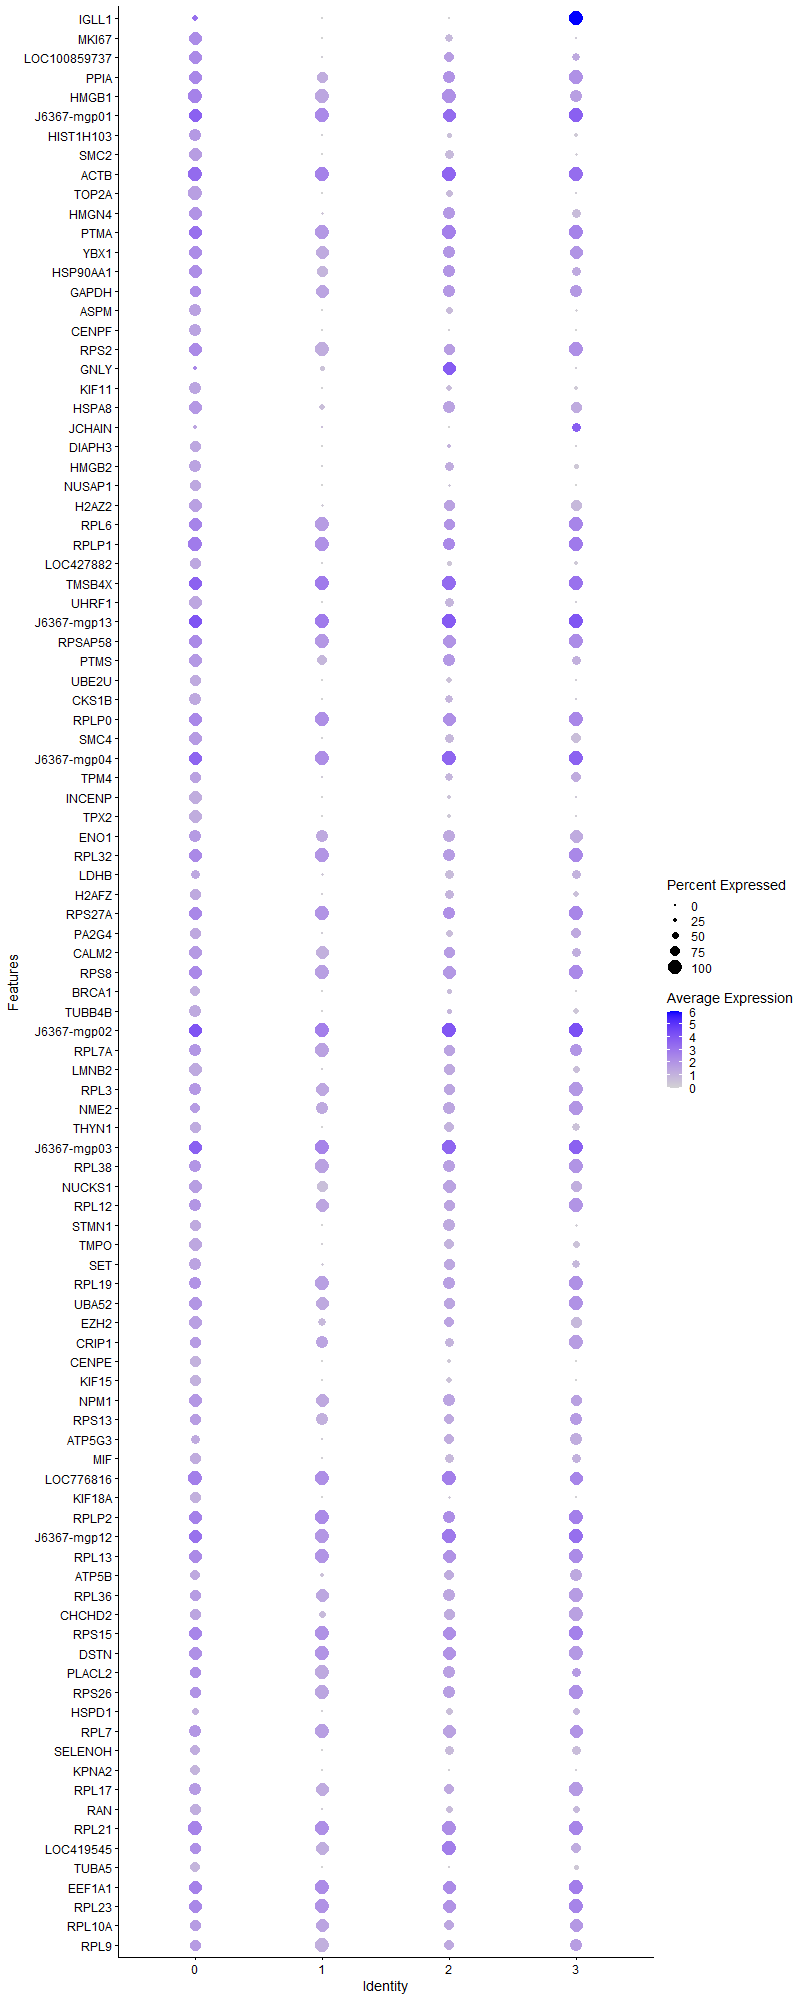 IGLL1
MKI67
LOC100859737
PPIA
HMGB1
J6367-mgp01
HIST1H103
SMC2
ACTB
TOP2A
HMGN4
PTMA
YBX1
HSP90AA1
GAPDH
ASPM
CENPF
RPS2
GNLY
KIF11
HSPA8
JCHAIN
DIAPH3
HMGB2
NUSAP1
H2AZ2
RPL6
RPLP1
LOC427882
TMSB4X
UHRF1
J6367-mgp13
RPSAP58
PTMS
UBE2U
CKS1B
RPLP0
SMC4
J6367-mgp04
TPM4
INCENP
TPX2
ENO1
RPL32
LDHB
H2AFZ
RPS27A
PA2G4
CALM2
RPS8
BRCA1
TUBB4B
J6367-mgp02
RPL7A
LMNB2
RPL3
NME2
THYN1
J6367-mgp03
RPL38
NUCKS1
RPL12
STMN1
TMPO
SET
RPL19
UBA52
EZH2
CRIP1
CENPE
KIF15
NPM1
RPS13
ATP5G3
MIF
LOC776816
KIF18A
RPLP2
J6367-mgp12
RPL13
ATP5B
RPL36
CHCHD2
RPS15
DSTN
PLACL2
RPS26
HSPD1
RPL7
SELENOH
KPNA2
RPL17
RAN
RPL21
LOC419545
TUBA5
EEF1A1
RPL23
RPL10A
RPL9
Features
0 1 2 3
Identity
Percent Expressed
0
25
50
75
100
Average Expression
6
5
4
3
2
1
0